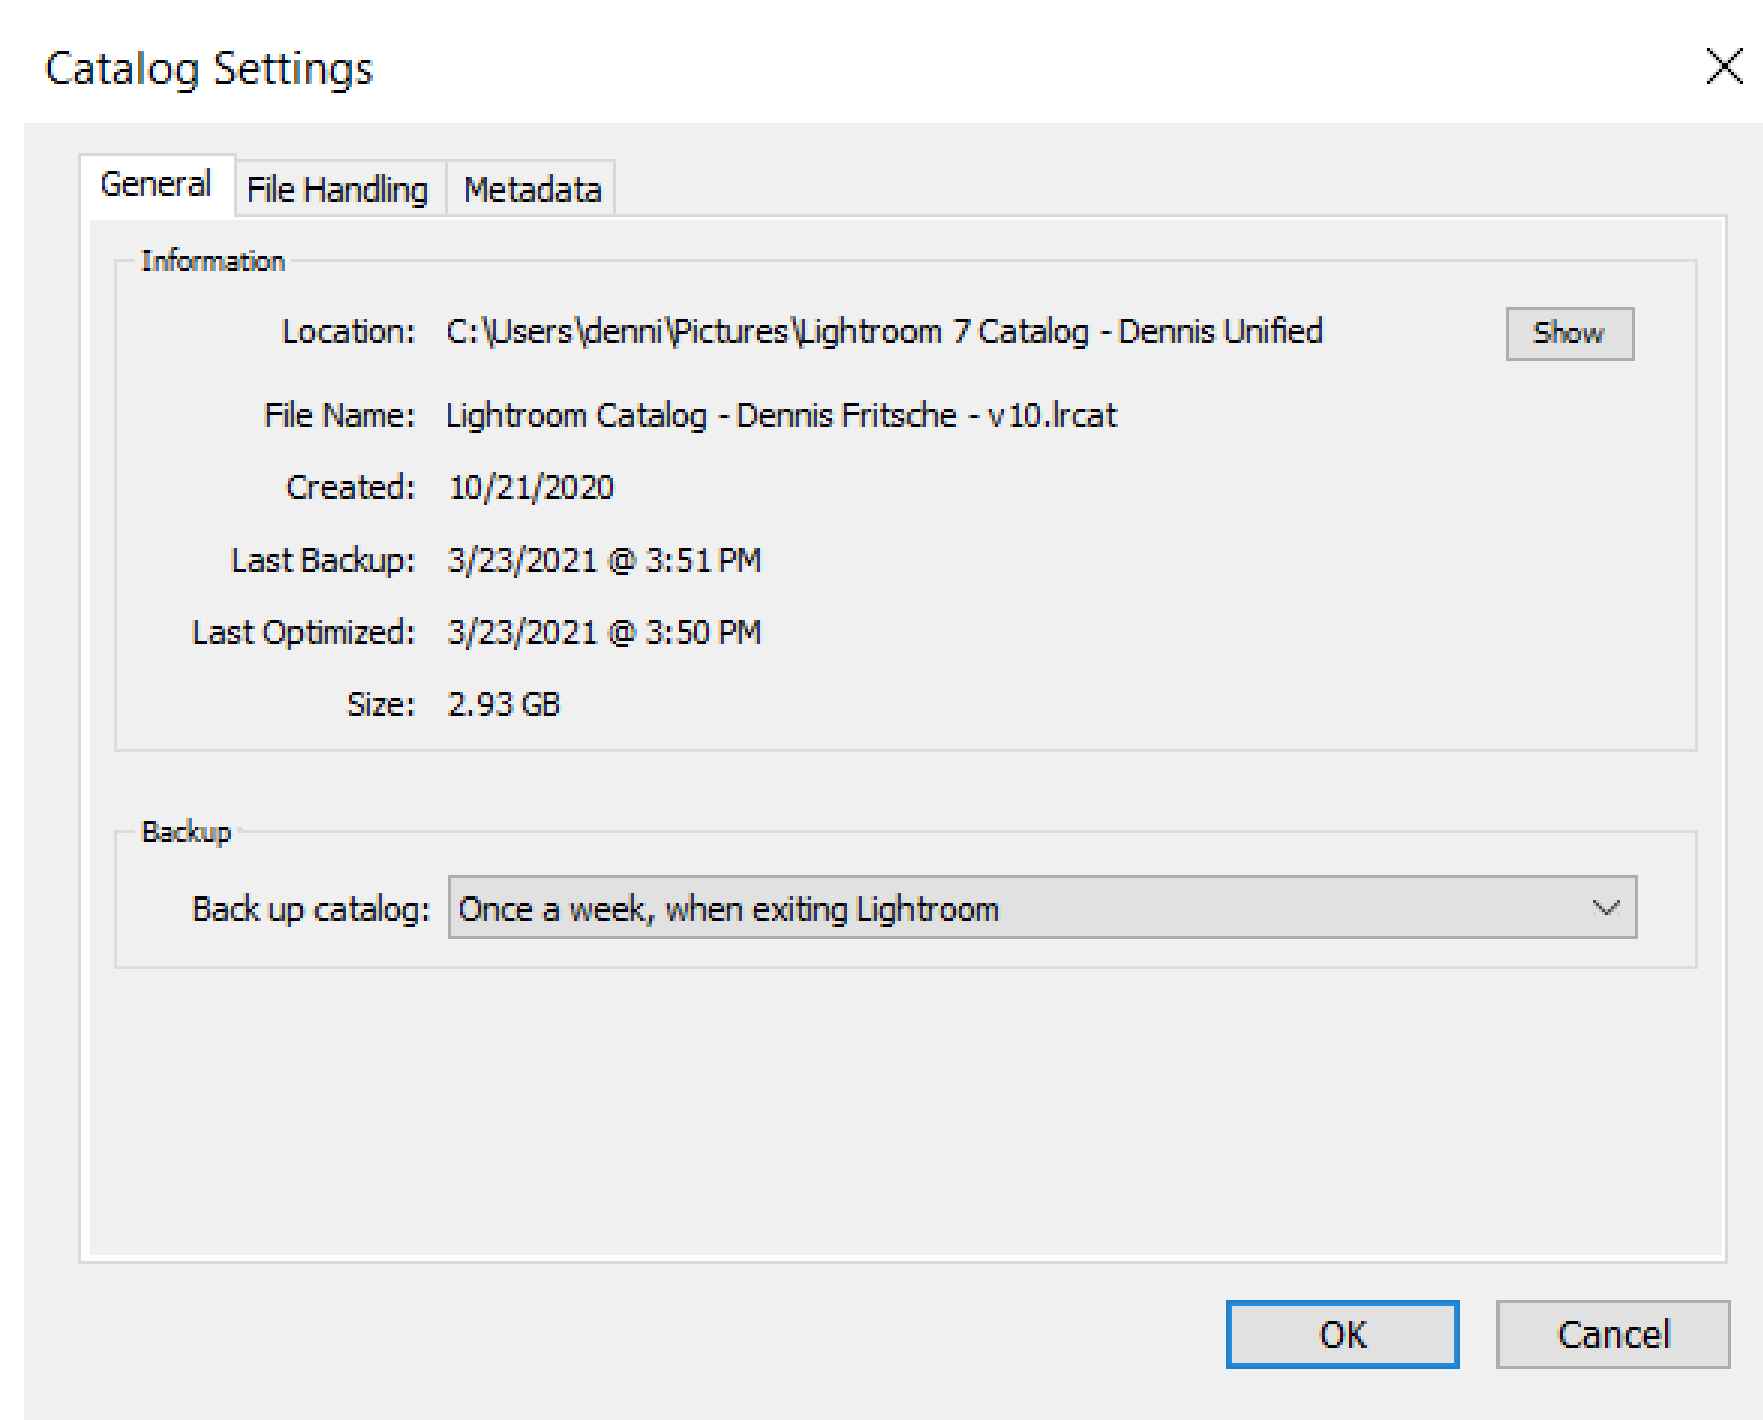 Catalog Settings
General File Handling Metadata
Information
Location: C:\Users\denni\Pictures\Lightroom 7 Catalog - Dennis Unified Show
File Name: Lightroom Catalog - Dennis Fritsche - v10.lrcat
Created: 10/21/2020
Last Backup: 3/23/2021 @ 3:51 PM
Last Optimized: 3/23/2021 @ 3:50 PM
Size: 2.93 GB
Backup
Back up catalog: Once a week, when exiting Lightroom
OK Cancel